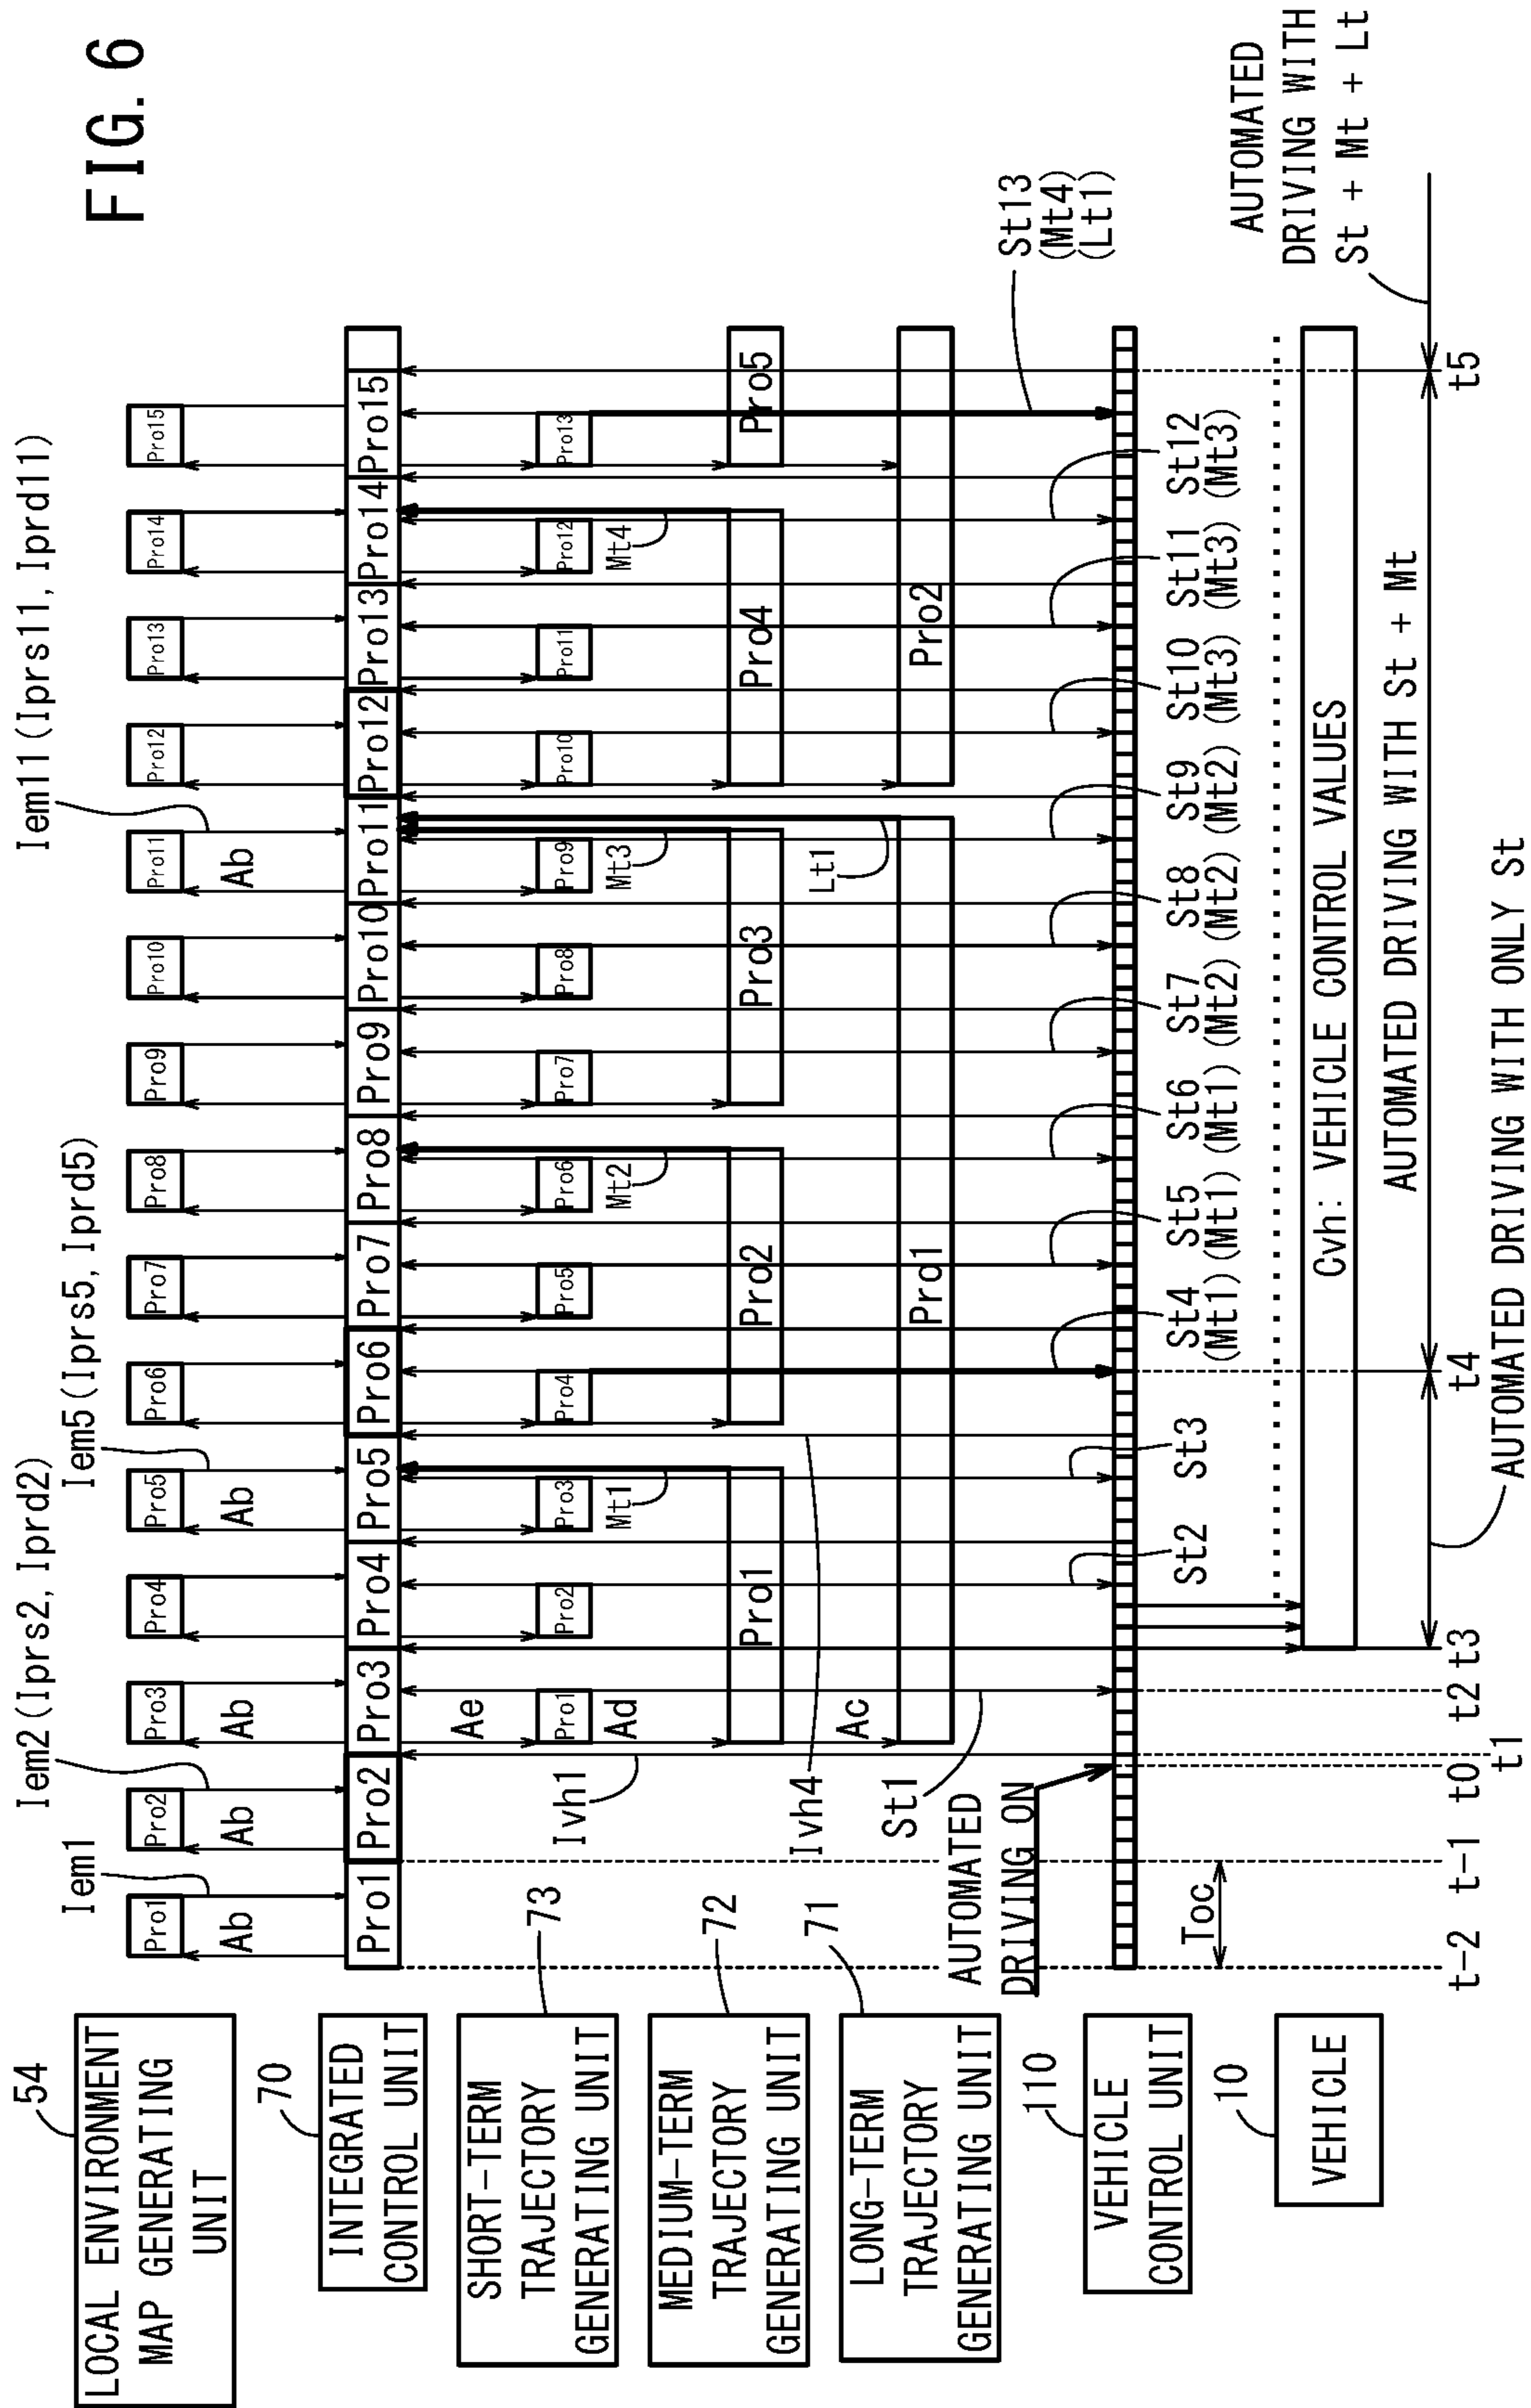 FIG. 6
54
LOCAL ENVIRONMENT
MAP GENERATING
UNIT
Iem1
Iem2 (Iprs2, Iprd2)
Iem5 (Iprs5, Iprd5)
Iem11 (Iprs11, Iprd11)
Pro1 Pro2 Pro3 Pro4 Pro5 Pro6 Pro7 Pro8 Pro9 Pro10 Pro11 Pro12 Pro13 Pro14 Pro15
Ab Ab Ab Ab Ab
70
INTEGRATED
CONTROL UNIT
Pro1 Pro2 Pro3 Pro4 Pro5 Pro6 Pro7 Pro8 Pro9 Pro10 Pro11 Pro12 Pro13 Pro14 Pro15
73
SHORT-TERM
TRAJECTORY
GENERATING UNIT
Ae
Pro1 Pro2 Pro3 Pro4 Pro5 Pro6 Pro7 Pro8 Pro9 Pro10 Pro11 Pro12 Pro13
Ivh1
Ad
Mt1 Mt2 Mt3 Mt4
72
MEDIUM-TERM
TRAJECTORY
GENERATING UNIT
Pro1 Pro2 Pro3 Pro4 Pro5
Ivh4
Ac
Lt1
71
LONG-TERM
TRAJECTORY
GENERATING UNIT
Pro1 Pro2
St1
AUTOMATED
DRIVING ON
St13
(Mt4)
(Lt1)
110
VEHICLE
CONTROL UNIT
Toc
St2 St3 St4 St5 St6 St7 St8 St9 St10 St11 St12
(Mt1) (Mt1) (Mt1) (Mt2) (Mt2) (Mt2) (Mt3) (Mt3) (Mt3)
10
VEHICLE
Cvh: VEHICLE CONTROL VALUES
AUTOMATED
DRIVING WITH
St + Mt + Lt
AUTOMATED DRIVING WITH St + Mt
t-2 t-1 t0 t1 t2 t3 t4 t5
AUTOMATED DRIVING WITH ONLY St